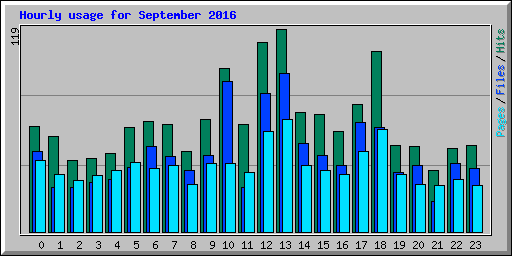 Hourly usage for September 2016
119
Pages/Files/Hits
0 1 2 3 4 5 6 7 8 9 10 11 12 13 14 15 16 17 18 19 20 21 22 23